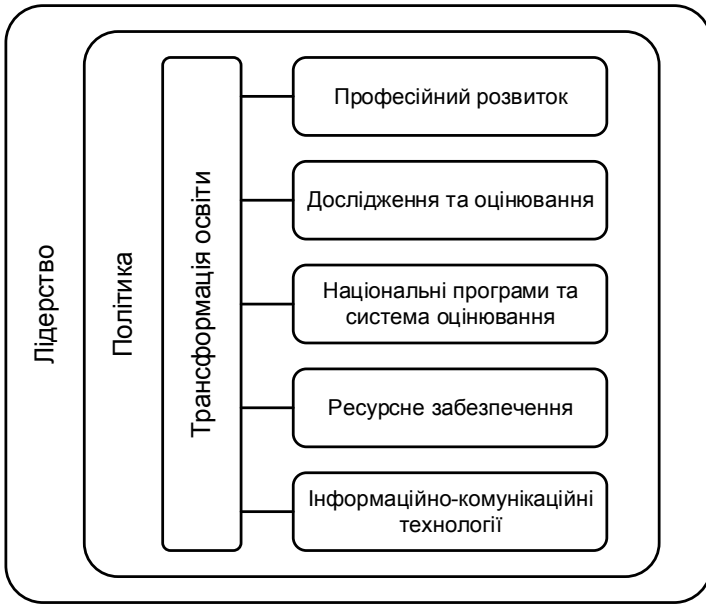 Лідерство
Політика
Трансформація освіти
Професійний розвиток
Дослідження та оцінювання
Національні програми та
система оцінювання
Ресурсне забезпечення
Інформаційно-комунікаційні
технології